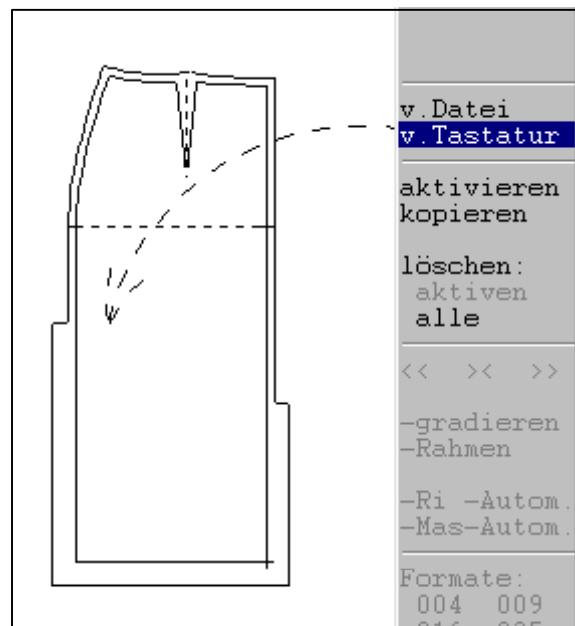 v.Datei
v.Tastatur
aktivieren
kopieren
löschen:
aktiven
alle
<< >< >>
-gradieren
-Rahmen
-Ri -Autom.
-Mas-Autom.
Formate:
004 009